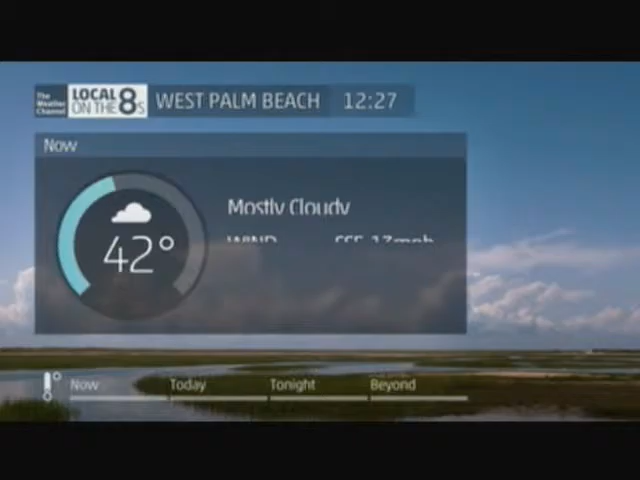 The Weather Channel
LOCAL ON THE 8s
WEST PALM BEACH 12:27
Now
Mostly Cloudy
42°
WIND
Now Today Tonight Beyond